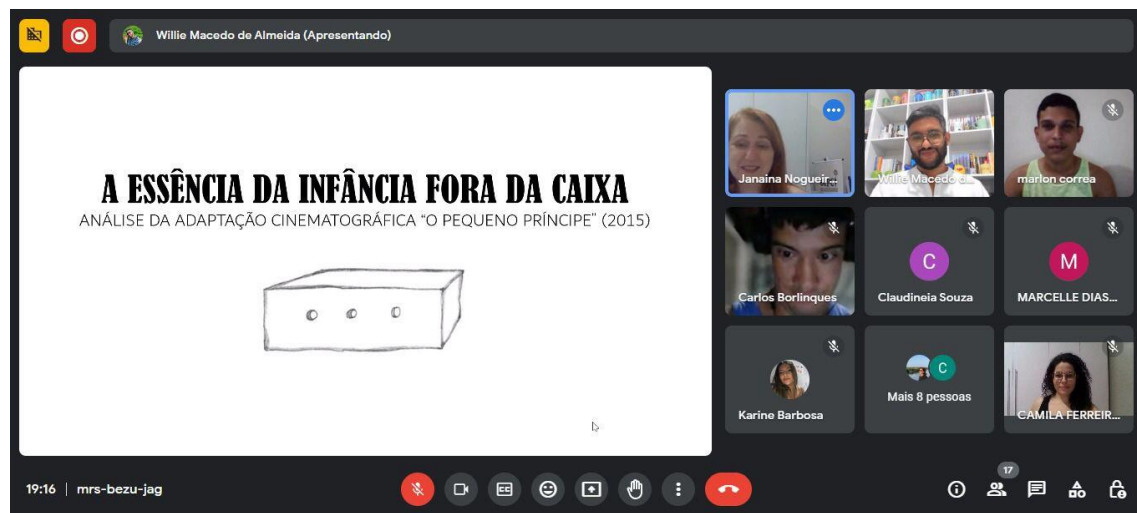 Willie Macedo de Almeida (Apresentando)
A ESSÊNCIA DA INFÂNCIA FORA DA CAIXA
ANÁLISE DA ADAPTAÇÃO CINEMATOGRÁFICA "O PEQUENO PRÍNCIPE" (2015)
Janaina Nogueir...
Willie Macedo d...
marlon correa
Carlos Borlinques
C
Claudineia Souza
M
MARCELLE DIAS...
Karine Barbosa
C
Mais 8 pessoas
CAMILA FERREIR...
19:16 | mrs-bezu-jag
CC
17